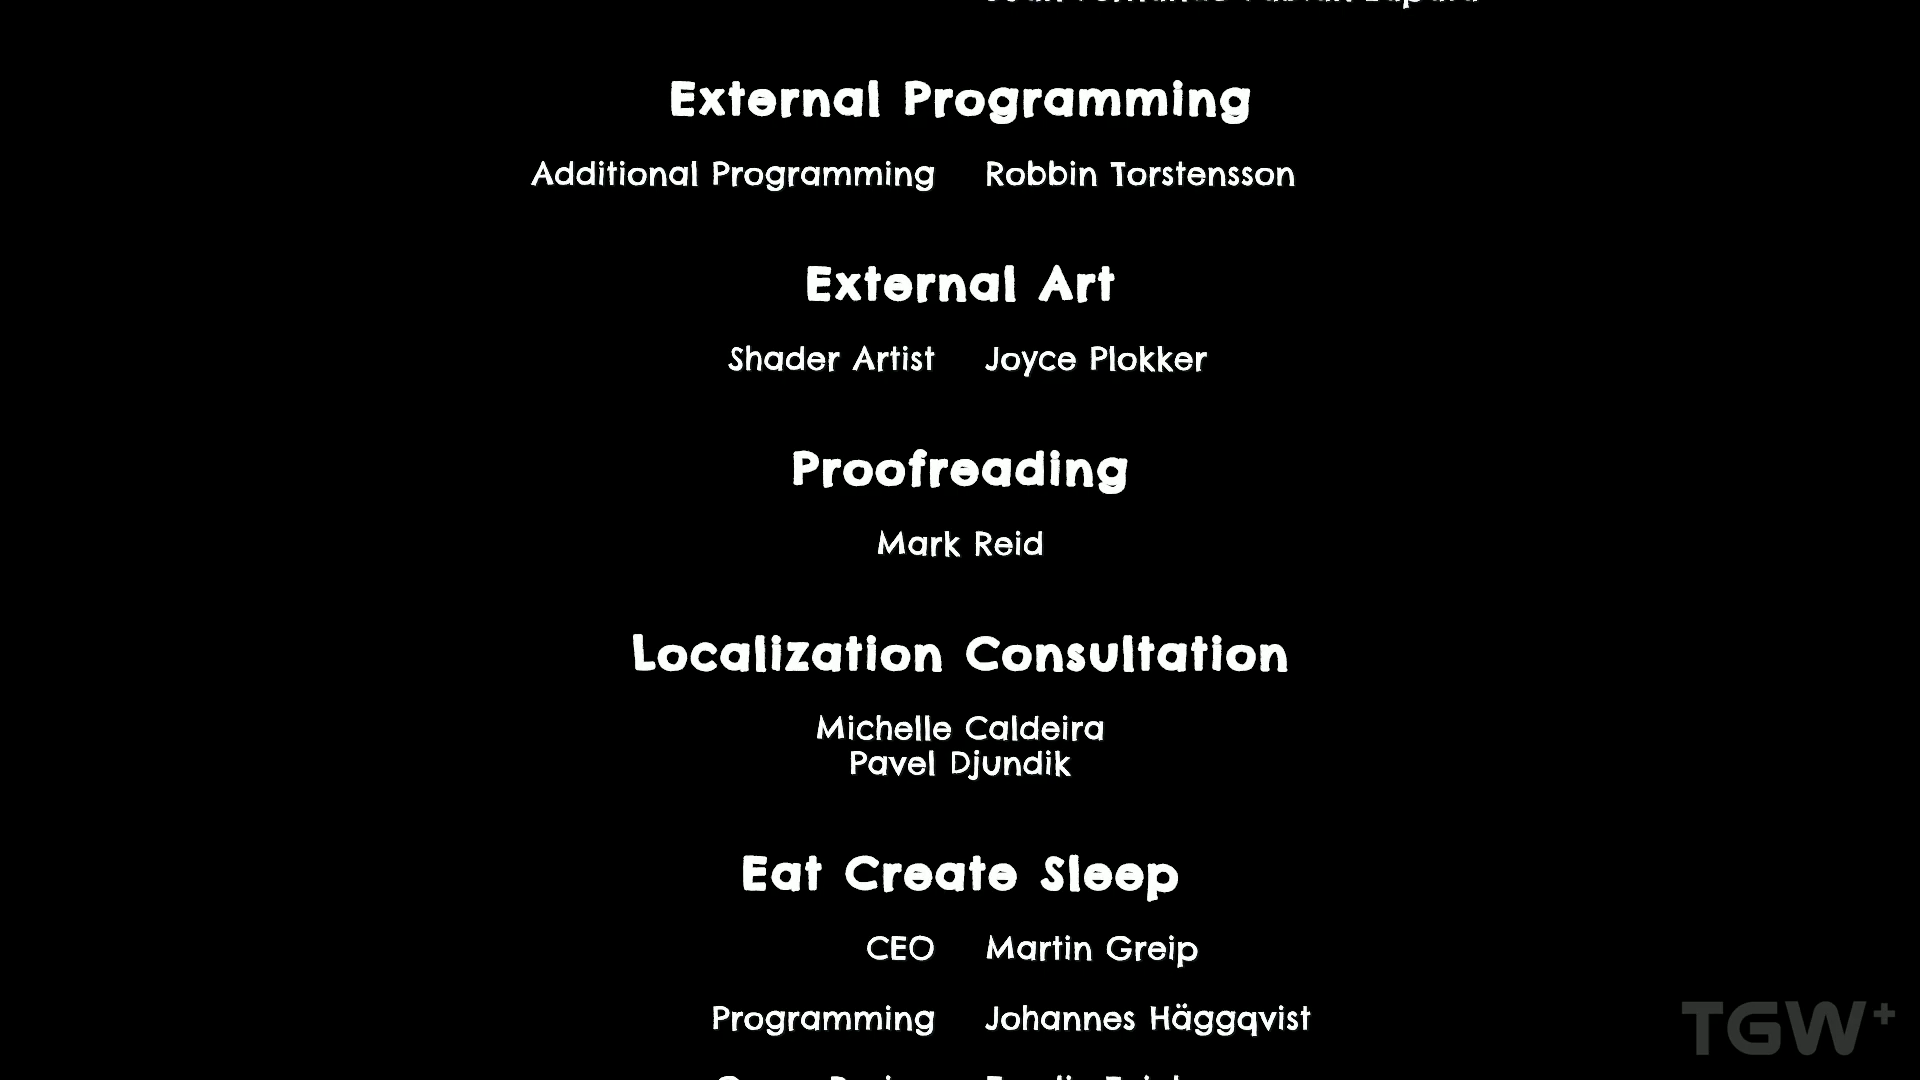 External Programming
Additional Programming Robbin Torstensson
External Art
Shader Artist Joyce Plokker
Proofreading
Mark Reid
Localization Consultation
Michelle Caldeira
Pavel Djundik
Eat Create Sleep
CEO Martin Greip
Programming Johannes Häggqvist
TGW+